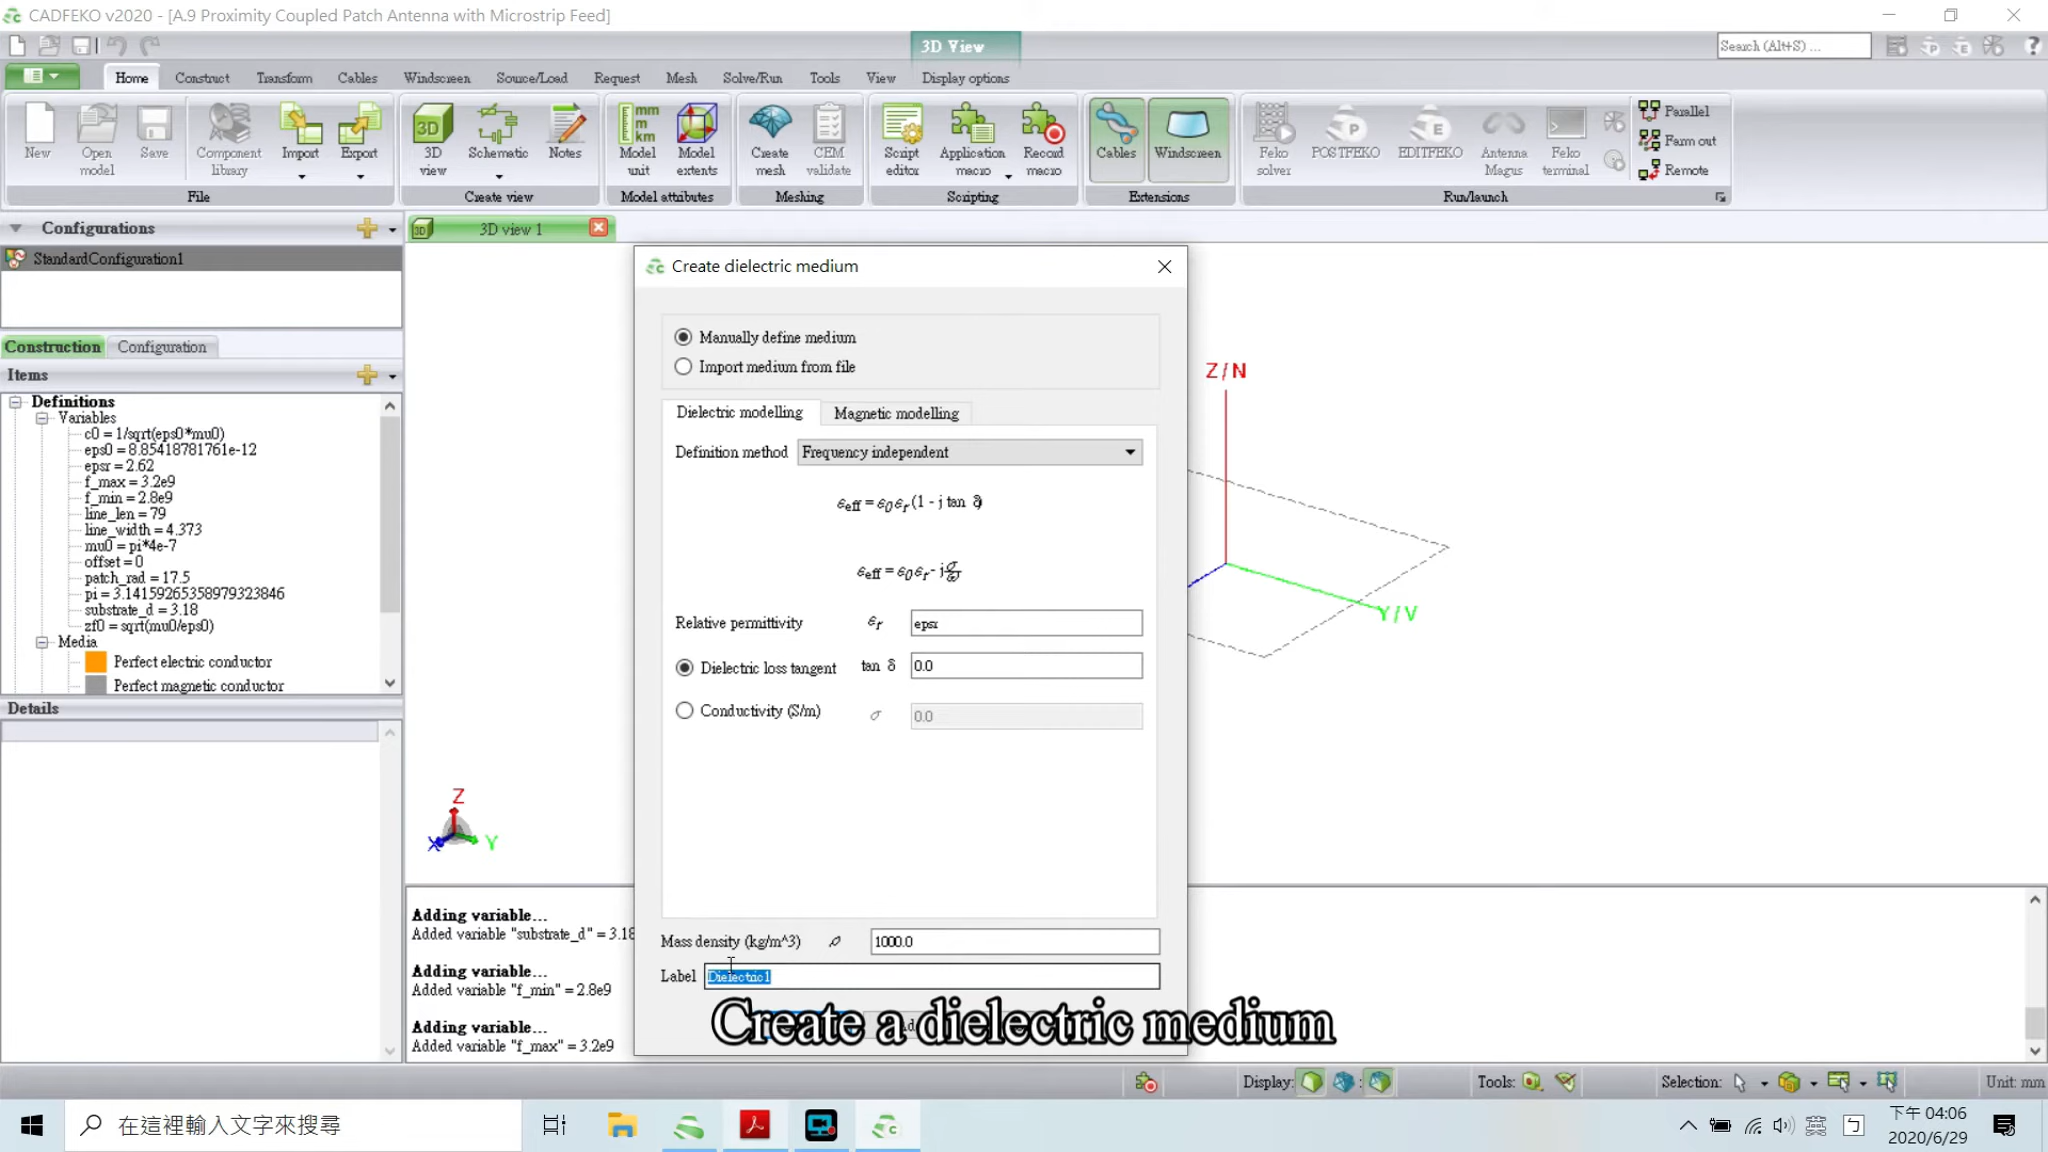 CADFEKO v2020 - [A.9 Proximity Coupled Patch Antenna with Microstrip Feed]
3D View
Search (Alt+S) ...
Home Construct Transform Cables Windscreen Source/Load Request Mesh Solve/Run Tools View Display options
New Open model Save Component library Import Export
3D view Schematic Notes
Model unit Model extents
Create mesh CEM validate
Script editor Application macro Record macro
Cables Windscreen
Feko solver POSTFEKO EDITFEKO Antenna Magus Feko terminal
Parallel
Farm out
Remote
File Create view Model attributes Meshing Scripting Extensions Run/launch
Configurations
StandardConfiguration1
3D view 1
Construction Configuration
Items
Definitions
Variables
c0 = 1/sqrt(eps0*mu0)
eps0 = 8.85418781761e-12
epsr = 2.62
f_max = 3.2e9
f_min = 2.8e9
line_len = 79
line_width = 4.373
mu0 = pi*4e-7
offset = 0
patch_rad = 17.5
pi = 3.14159265358979323846
substrate_d = 3.18
zf0 = sqrt(mu0/eps0)
Media
Perfect electric conductor
Perfect magnetic conductor
Details
Create dielectric medium
Manually define medium
Import medium from file
Dielectric modelling Magnetic modelling
Definition method Frequency independent
εeff = ε0εr (1 - j tan δ)
εeff = ε0εr - j σ/ω
Relative permittivity εr epsr
Dielectric loss tangent tan δ 0.0
Conductivity (S/m) σ 0.0
Mass density (kg/m^3) ρ 1000.0
Label Dielectric1
Z/N
Y/V
Z
X Y
Adding variable...
Added variable "substrate_d" = 3.18
Adding variable...
Added variable "f_min" = 2.8e9
Adding variable...
Added variable "f_max" = 3.2e9
Create a dielectric medium
Display: Tools: Selection: Unit: mm
在這裡輸入文字來搜尋
英
下午 04:06
2020/6/29